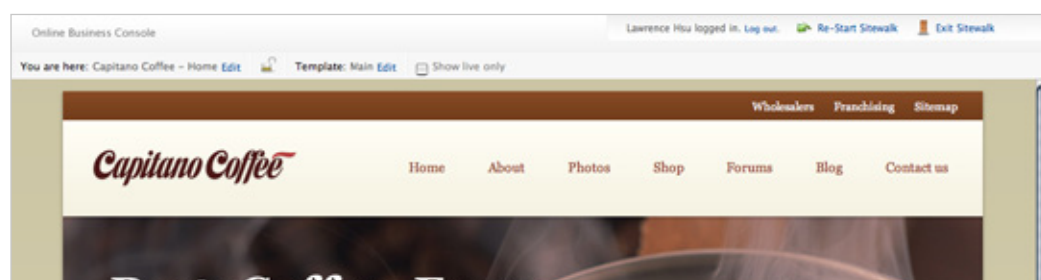 Online Business Console
Lawrence Hsu logged in. Log out. Re-Start Sitewalk Exit Sitewalk
You are here: Capitano Coffee – Home Edit Template: Main Edit Show live only
Wholesalers Franchising Sitemap
Capitano Coffee
Home About Photos Shop Forums Blog Contact us